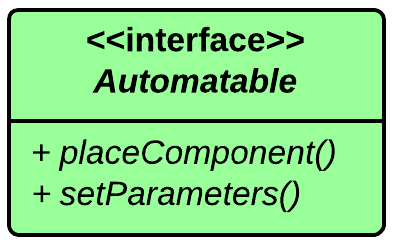 <<interface>>
Automatable
+ placeComponent()
+ setParameters()